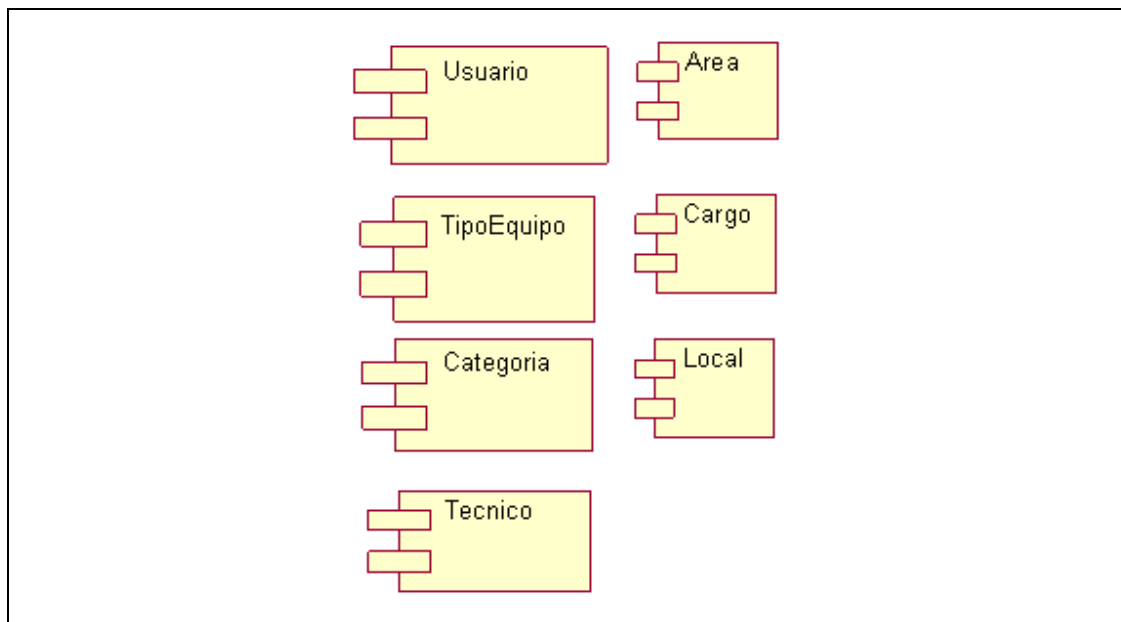 Usuario
Area
TipoEquipo
Cargo
Categoria
Local
Tecnico